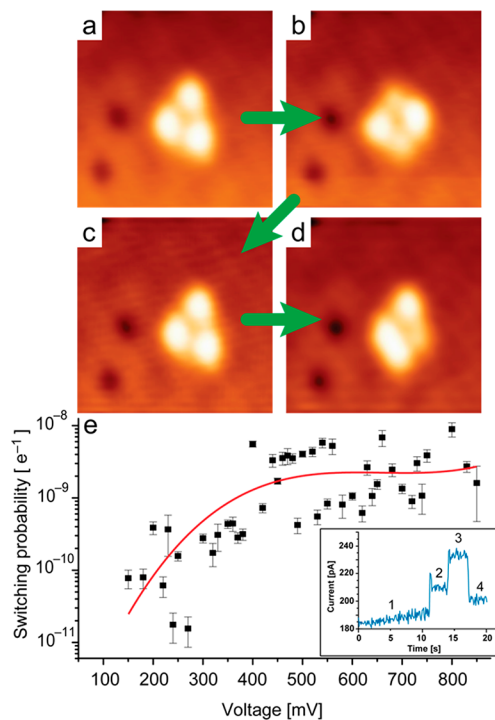 a
b
c
d
e
10⁻⁸
10⁻⁹
10⁻¹⁰
10⁻¹¹
Switching probability [ e⁻¹]
100 200 300 400 500 600 700 800
Voltage [mV]
240
220
200
180
Current [pA]
0 5 10 15 20
Time [s]
1
2
3
4